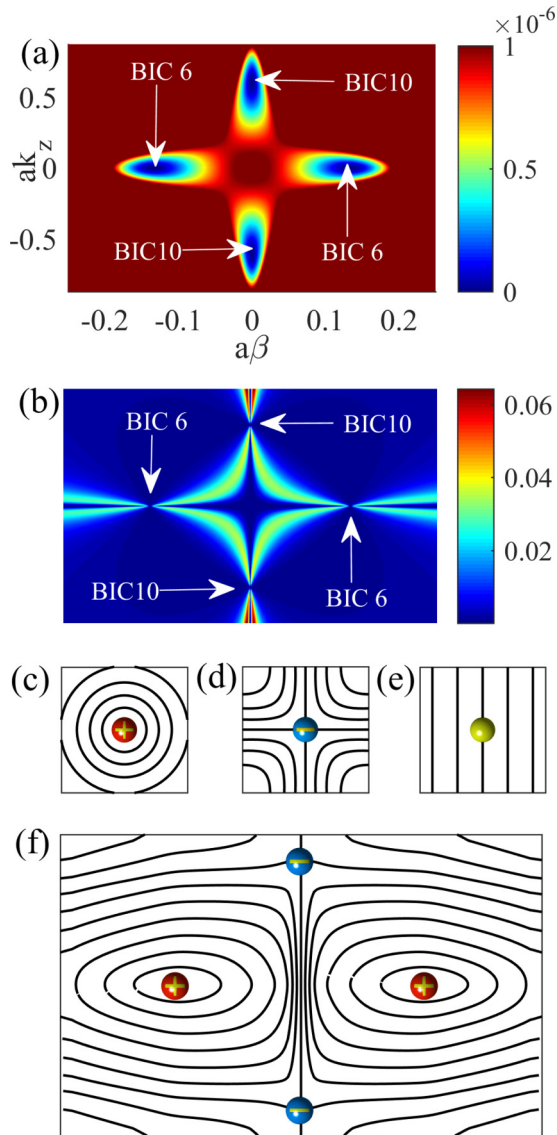 (a)
BIC 6
BIC10
BIC10
BIC 6
ak_z
0.5
0
-0.5
-0.2
-0.1
0
0.1
0.2
aβ
1
×10^-6
0.5
0
(b)
BIC 6
BIC10
BIC10
BIC 6
0.06
0.04
0.02
(c)
+
(d)
−
(e)
(f)
−
+
+
−